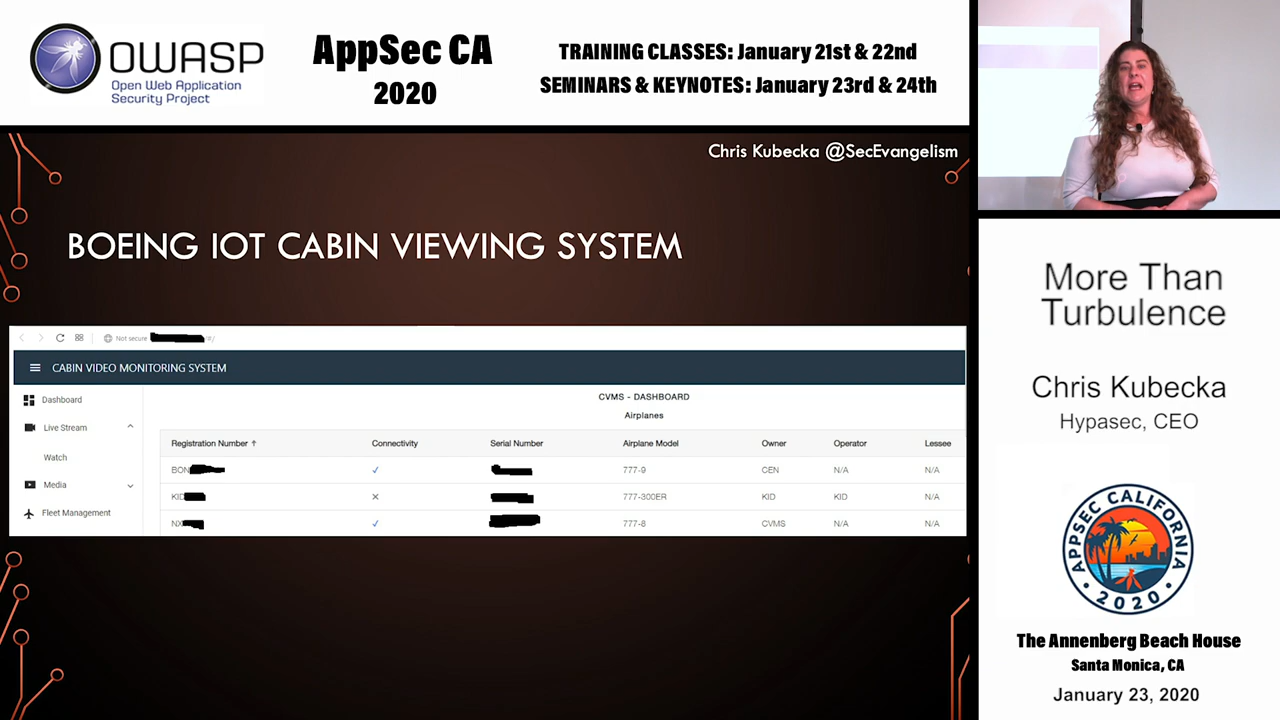 OWASP
Open Web Application
Security Project
AppSec CA
2020
TRAINING CLASSES: January 21st & 22nd
SEMINARS & KEYNOTES: January 23rd & 24th
Chris Kubecka @SecEvangelism
BOEING IOT CABIN VIEWING SYSTEM
Not secure /#/
CABIN VIDEO MONITORING SYSTEM
Dashboard
Live Stream
Watch
Media
Fleet Management
CVMS - DASHBOARD
Airplanes
Registration Number ↑ Connectivity Serial Number Airplane Model Owner Operator Lessee
BON ✓ 777-9 CEN N/A N/A
KID ✕ 777-300ER KID KID N/A
NX ✓ 777-8 CVMS N/A N/A
More Than
Turbulence
Chris Kubecka
Hypasec, CEO
APPSEC CALIFORNIA
2020
The Annenberg Beach House
Santa Monica, CA
January 23, 2020